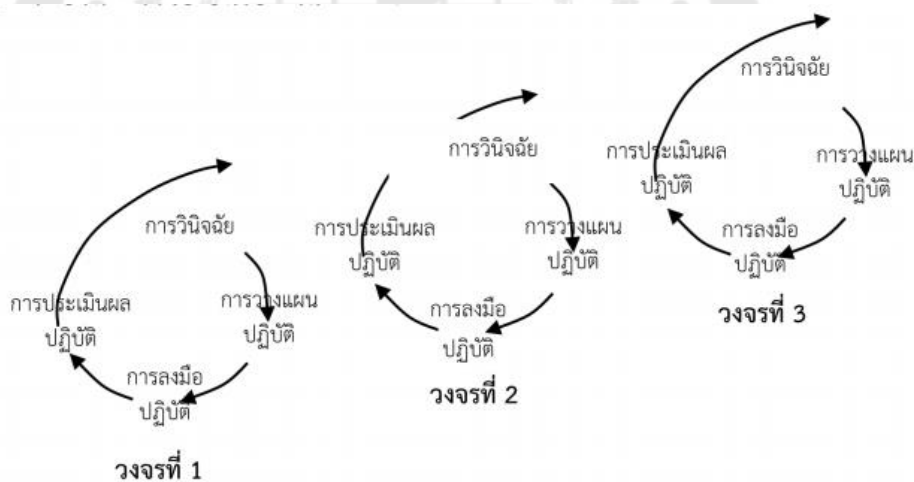 การวินิจฉัย
การประเมินผล
ปฏิบัติ
การวางแผน
ปฏิบัติ
การลงมือ
ปฏิบัติ
วงจรที่ 1
การวินิจฉัย
การประเมินผล
ปฏิบัติ
การวางแผน
ปฏิบัติ
การลงมือ
ปฏิบัติ
วงจรที่ 2
การวินิจฉัย
การประเมินผล
ปฏิบัติ
การวางแผน
ปฏิบัติ
การลงมือ
ปฏิบัติ
วงจรที่ 3